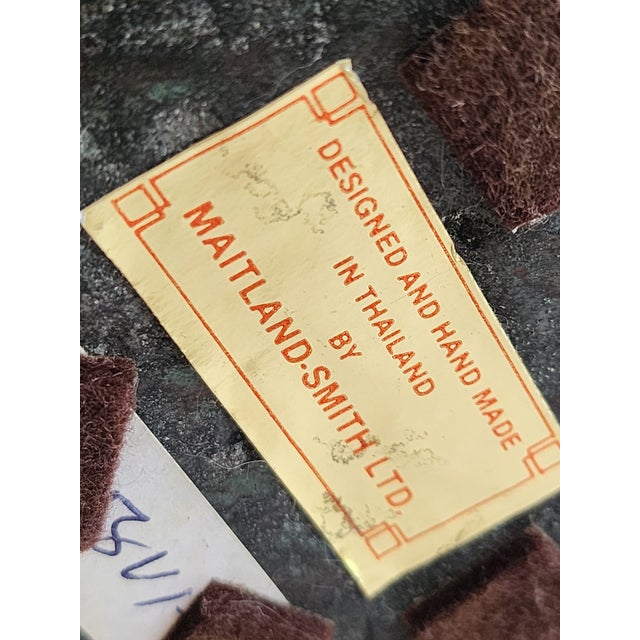 DESIGNED AND HAND MADE
IN THAILAND
BY
MAITLAND-SMITH LTD.